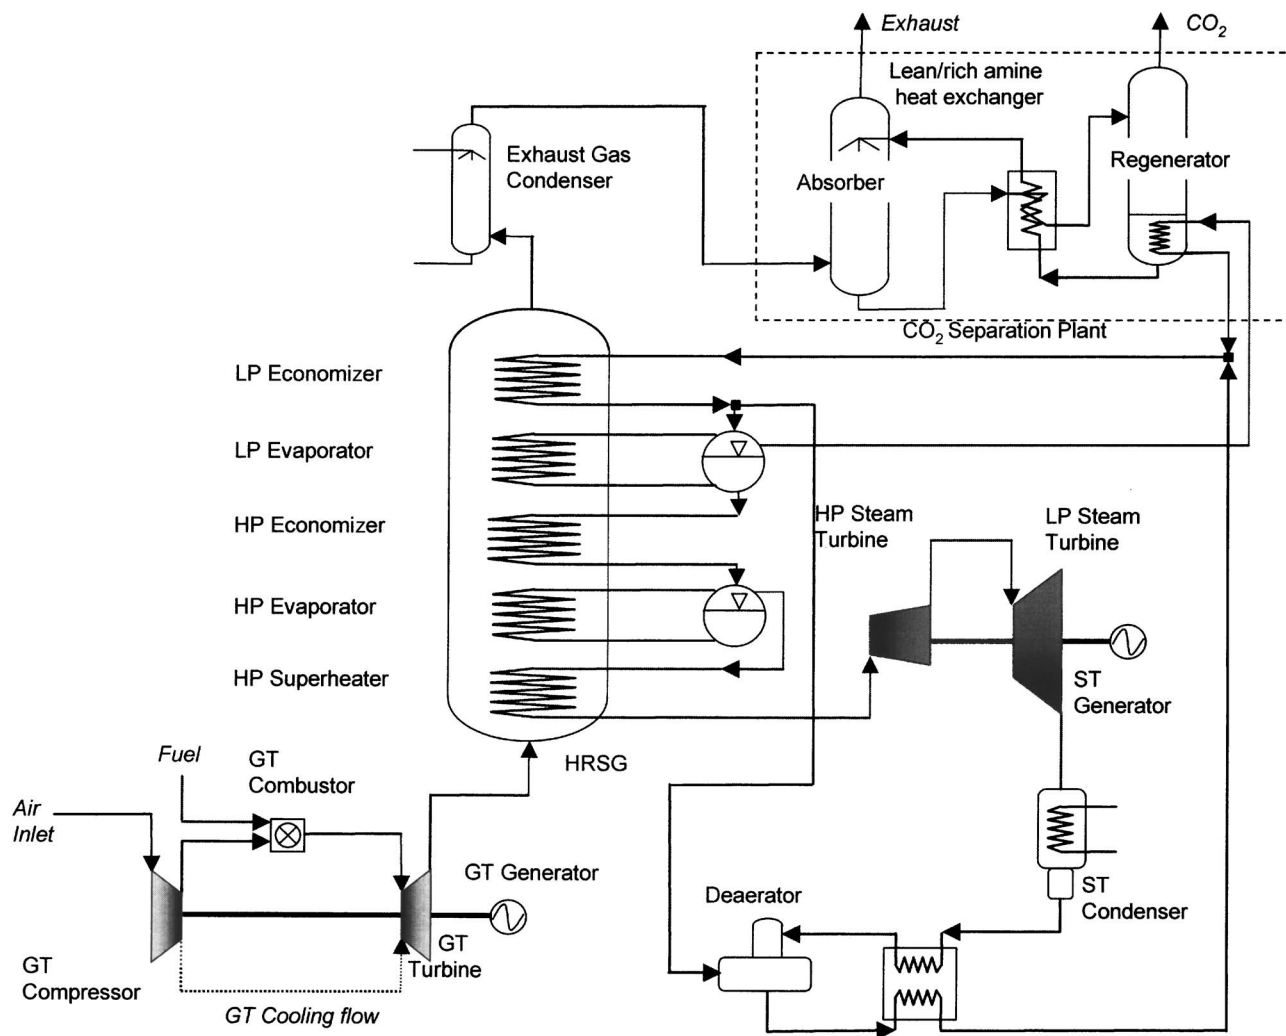 Exhaust
CO2
Lean/rich amine
heat exchanger
Exhaust Gas
Condenser
Absorber
Regenerator
CO2 Separation Plant
LP Economizer
LP Evaporator
HP Economizer
HP Evaporator
HP Superheater
HP Steam
Turbine
LP Steam
Turbine
ST
Generator
HRSG
Fuel
GT
Combustor
Air
Inlet
GT Generator
GT
Turbine
GT
Compressor
GT Cooling flow
Deaerator
ST
Condenser